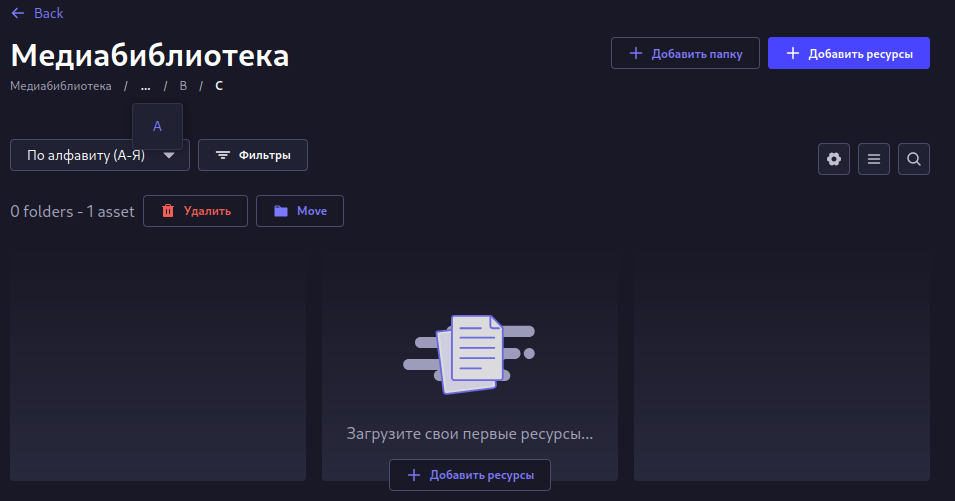 Back
Медиабиблиотека
Добавить папку
Добавить ресурсы
Медиабиблиотека / ... / B / C
A
По алфавиту (А-Я)
Фильтры
0 folders - 1 asset
Удалить
Move
Загрузите свои первые ресурсы...
Добавить ресурсы